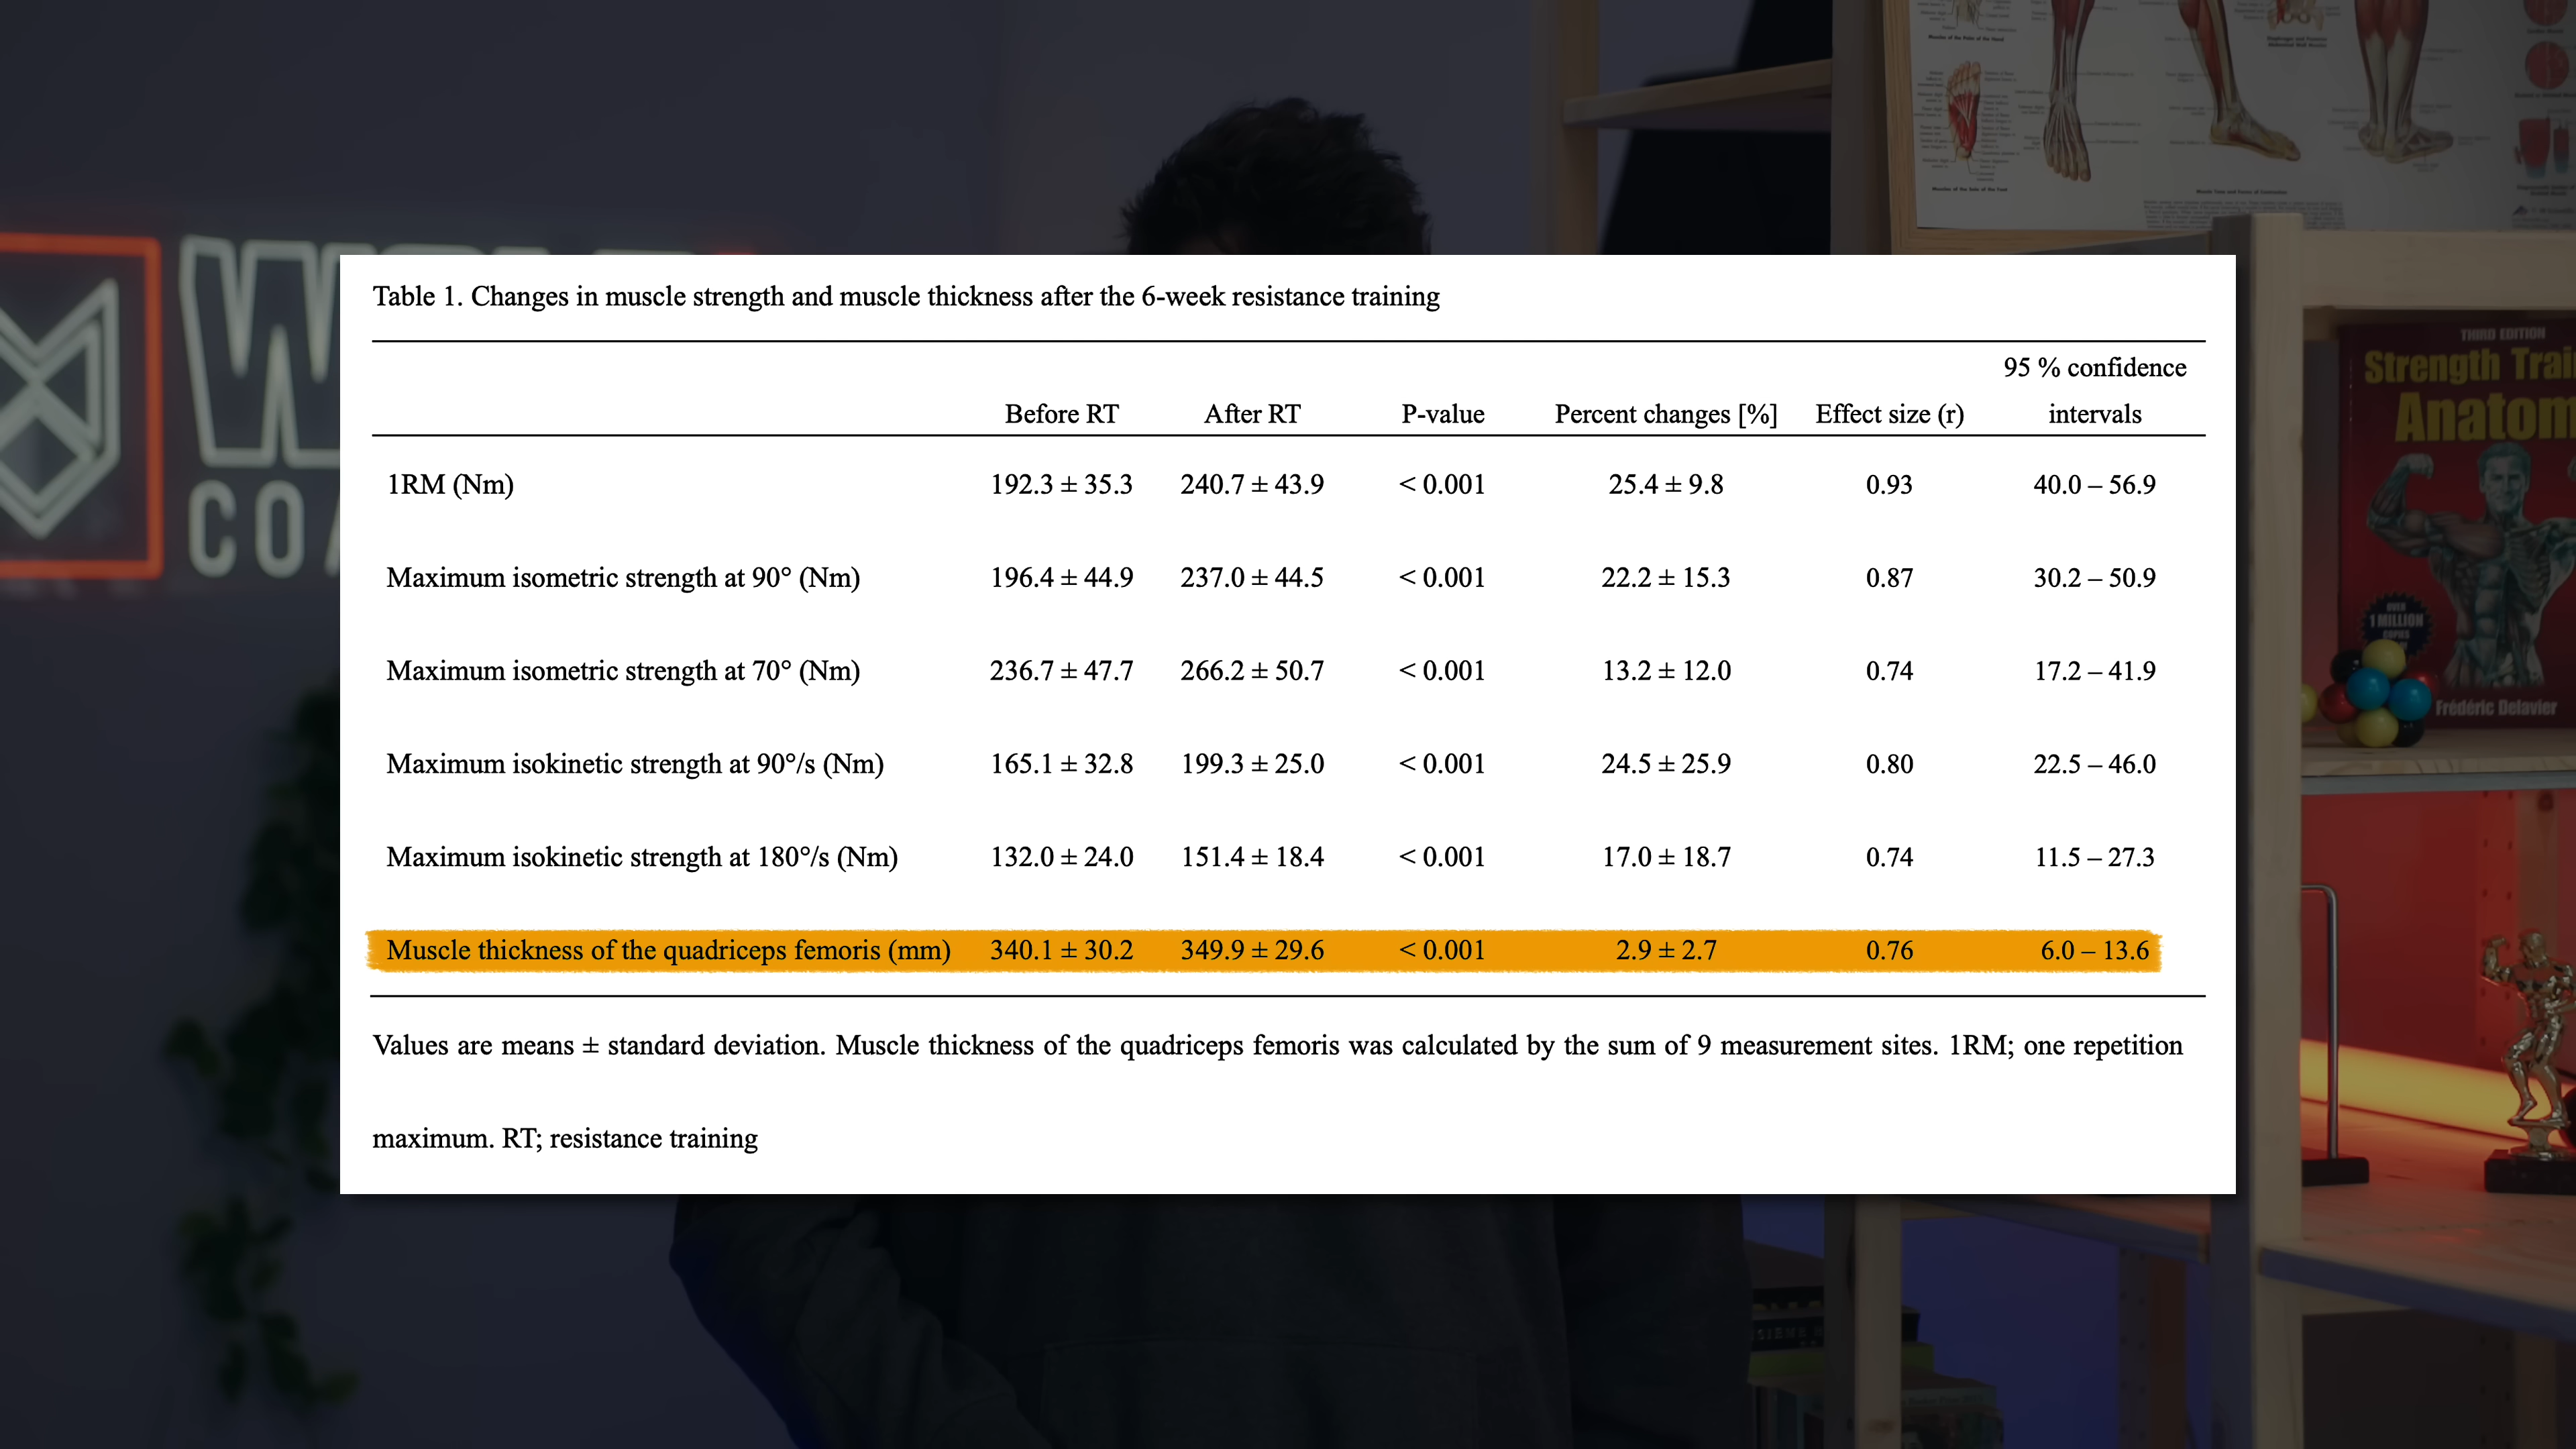 Table 1. Changes in muscle strength and muscle thickness after the 6-week resistance training
95 % confidence
Before RT After RT P-value Percent changes [%] Effect size (r) intervals
1RM (Nm) 192.3 ± 35.3 240.7 ± 43.9 < 0.001 25.4 ± 9.8 0.93 40.0 – 56.9
Maximum isometric strength at 90° (Nm) 196.4 ± 44.9 237.0 ± 44.5 < 0.001 22.2 ± 15.3 0.87 30.2 – 50.9
Maximum isometric strength at 70° (Nm) 236.7 ± 47.7 266.2 ± 50.7 < 0.001 13.2 ± 12.0 0.74 17.2 – 41.9
Maximum isokinetic strength at 90°/s (Nm) 165.1 ± 32.8 199.3 ± 25.0 < 0.001 24.5 ± 25.9 0.80 22.5 – 46.0
Maximum isokinetic strength at 180°/s (Nm) 132.0 ± 24.0 151.4 ± 18.4 < 0.001 17.0 ± 18.7 0.74 11.5 – 27.3
Muscle thickness of the quadriceps femoris (mm) 340.1 ± 30.2 349.9 ± 29.6 < 0.001 2.9 ± 2.7 0.76 6.0 – 13.6
Values are means ± standard deviation. Muscle thickness of the quadriceps femoris was calculated by the sum of 9 measurement sites. 1RM; one repetition
maximum. RT; resistance training
THIRD EDITION
Strength Trai
Anatom
OVER
1 MILLION
COPIES
Frédéric Delavier
Muscles of the Sole of the Foot